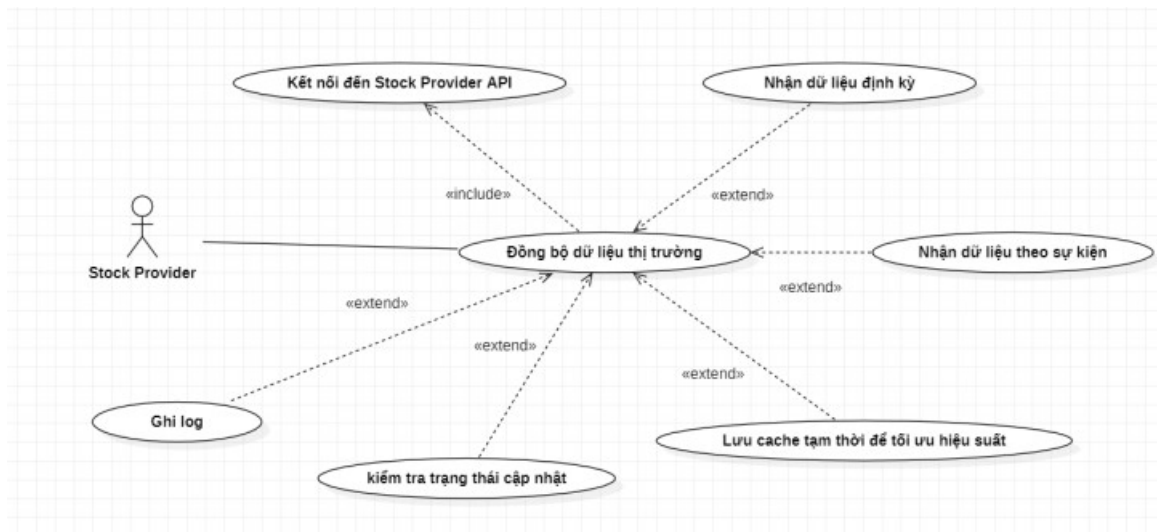 Kết nối đến Stock Provider API
Nhận dữ liệu định kỳ
«include»
«extend»
Đồng bộ dữ liệu thị trường
Nhận dữ liệu theo sự kiện
Stock Provider
«extend»
«extend»
«extend»
«extend»
Ghi log
Lưu cache tạm thời để tối ưu hiệu suất
kiểm tra trạng thái cập nhật